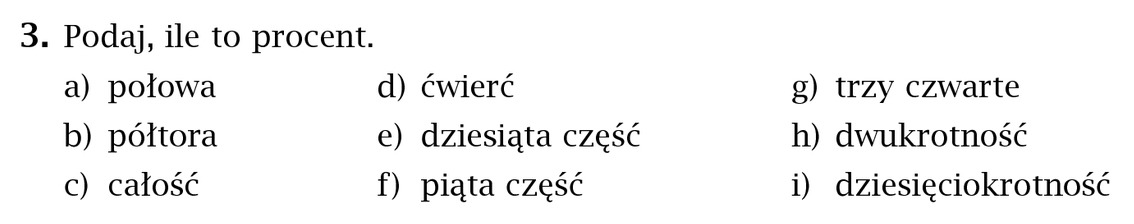 3. Podaj, ile to procent.
a) połowa d) ćwierć g) trzy czwarte
b) półtora e) dziesiąta część h) dwukrotność
c) całość f) piąta część i) dziesięciokrotność